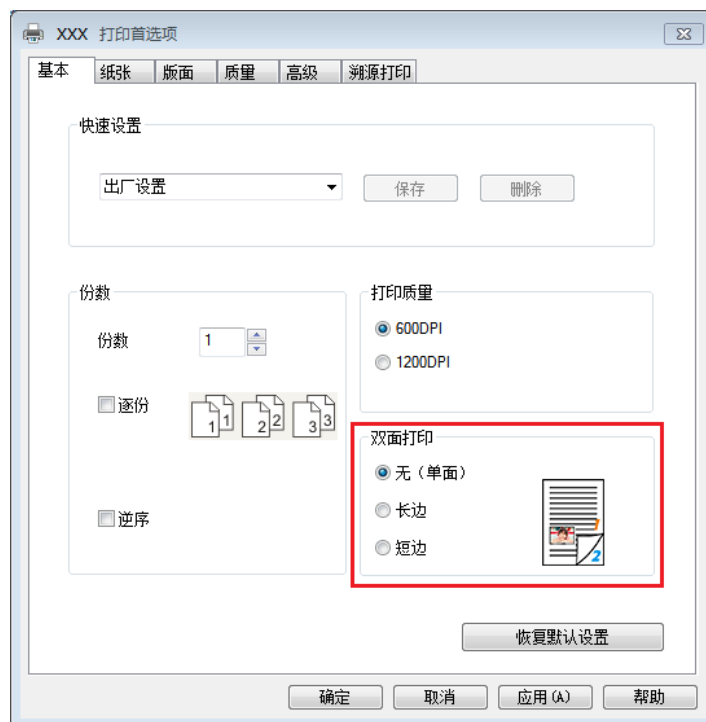 XXX 打印首选项
基本 纸张 版面 质量 高级 溯源打印
快速设置
出厂设置 保存 删除
份数
份数 1
逐份 1 1 2 2 3 3
逆序
打印质量
600DPI
1200DPI
双面打印
无（单面）
长边
短边
1
2
恢复默认设置
确定 取消 应用(A) 帮助